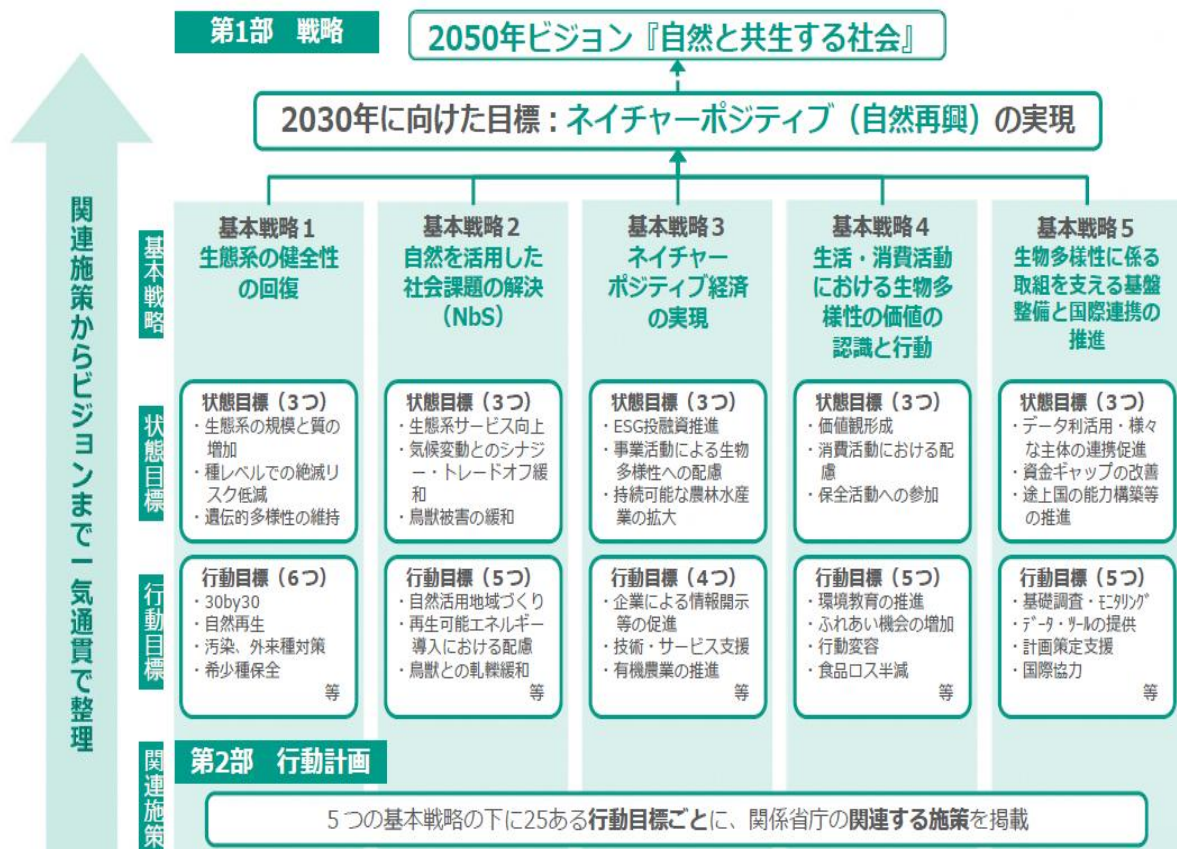 第1部 戦略
2050年ビジョン『自然と共生する社会』
2030年に向けた目標:ネイチャーポジティブ(自然再興)の実現
関連施策からビジョンまで一気通貫で整理
基本戦略
基本戦略1
生態系の健全性
の回復
基本戦略2
自然を活用した
社会課題の解決
(NbS)
基本戦略3
ネイチャー
ポジティブ経済
の実現
基本戦略4
生活・消費活動
における生物多
様性の価値の
認識と行動
基本戦略5
生物多様性に係る
取組を支える基盤
整備と国際連携の
推進
状態目標
状態目標(3つ)
・生態系の規模と質の
増加
・種レベルでの絶滅リ
スク低減
・遺伝的多様性の維持
状態目標(3つ)
・生態系サービス向上
・気候変動とのシナジ
ー・トレードオフ緩
和
・鳥獣被害の緩和
状態目標(3つ)
・ESG投融資推進
・事業活動による生物
多様性への配慮
・持続可能な農林水産
業の拡大
状態目標(3つ)
・価値観形成
・消費活動における配
慮
・保全活動への参加
状態目標(3つ)
・データ利活用・様々
な主体の連携促進
・資金ギャップの改善
・途上国の能力構築等
の推進
行動目標
行動目標(6つ)
・30by30
・自然再生
・汚染、外来種対策
・希少種保全
等
行動目標(5つ)
・自然活用地域づくり
・再生可能エネルギー
導入における配慮
・鳥獣との軋轢緩和
等
行動目標(4つ)
・企業による情報開示
等の促進
・技術・サービス支援
・有機農業の推進
等
行動目標(5つ)
・環境教育の推進
・ふれあい機会の増加
・行動変容
・食品ロス半減
等
行動目標(5つ)
・基礎調査・モニタリング
・データ・ツールの提供
・計画策定支援
・国際協力
等
関連施策
第2部 行動計画
5つの基本戦略の下に25ある行動目標ごとに、関係省庁の関連する施策を掲載